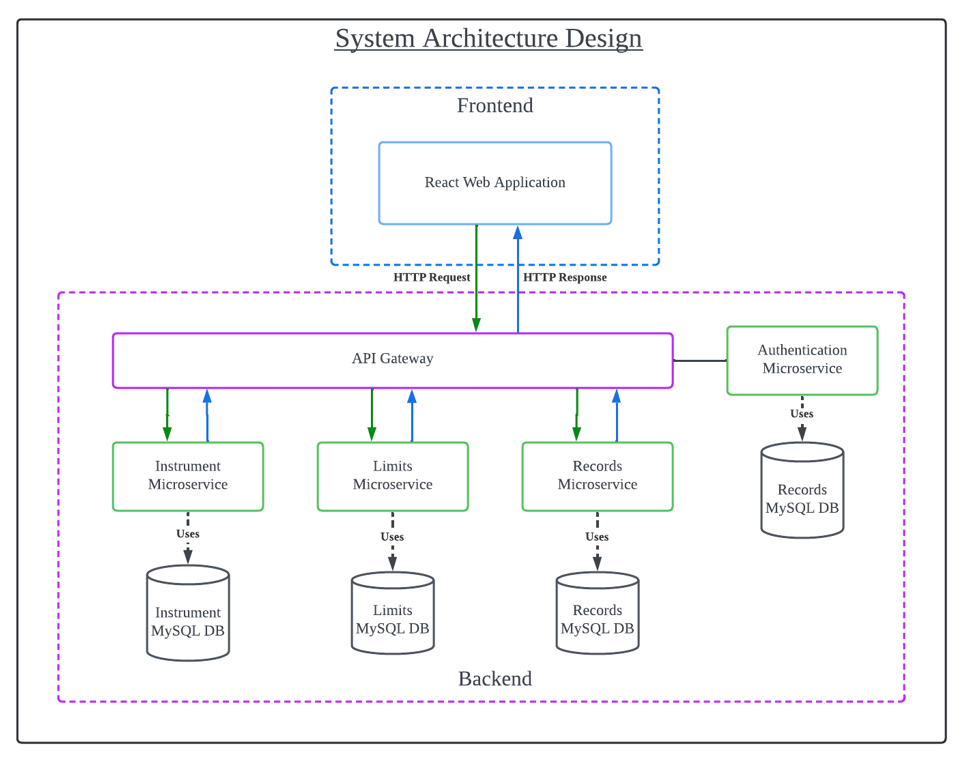 System Architecture Design
Frontend
React Web Application
HTTP Request
HTTP Response
API Gateway
Authentication
Microservice
Uses
Records
MySQL DB
Instrument
Microservice
Limits
Microservice
Records
Microservice
Uses
Uses
Uses
Instrument
MySQL DB
Limits
MySQL DB
Records
MySQL DB
Backend